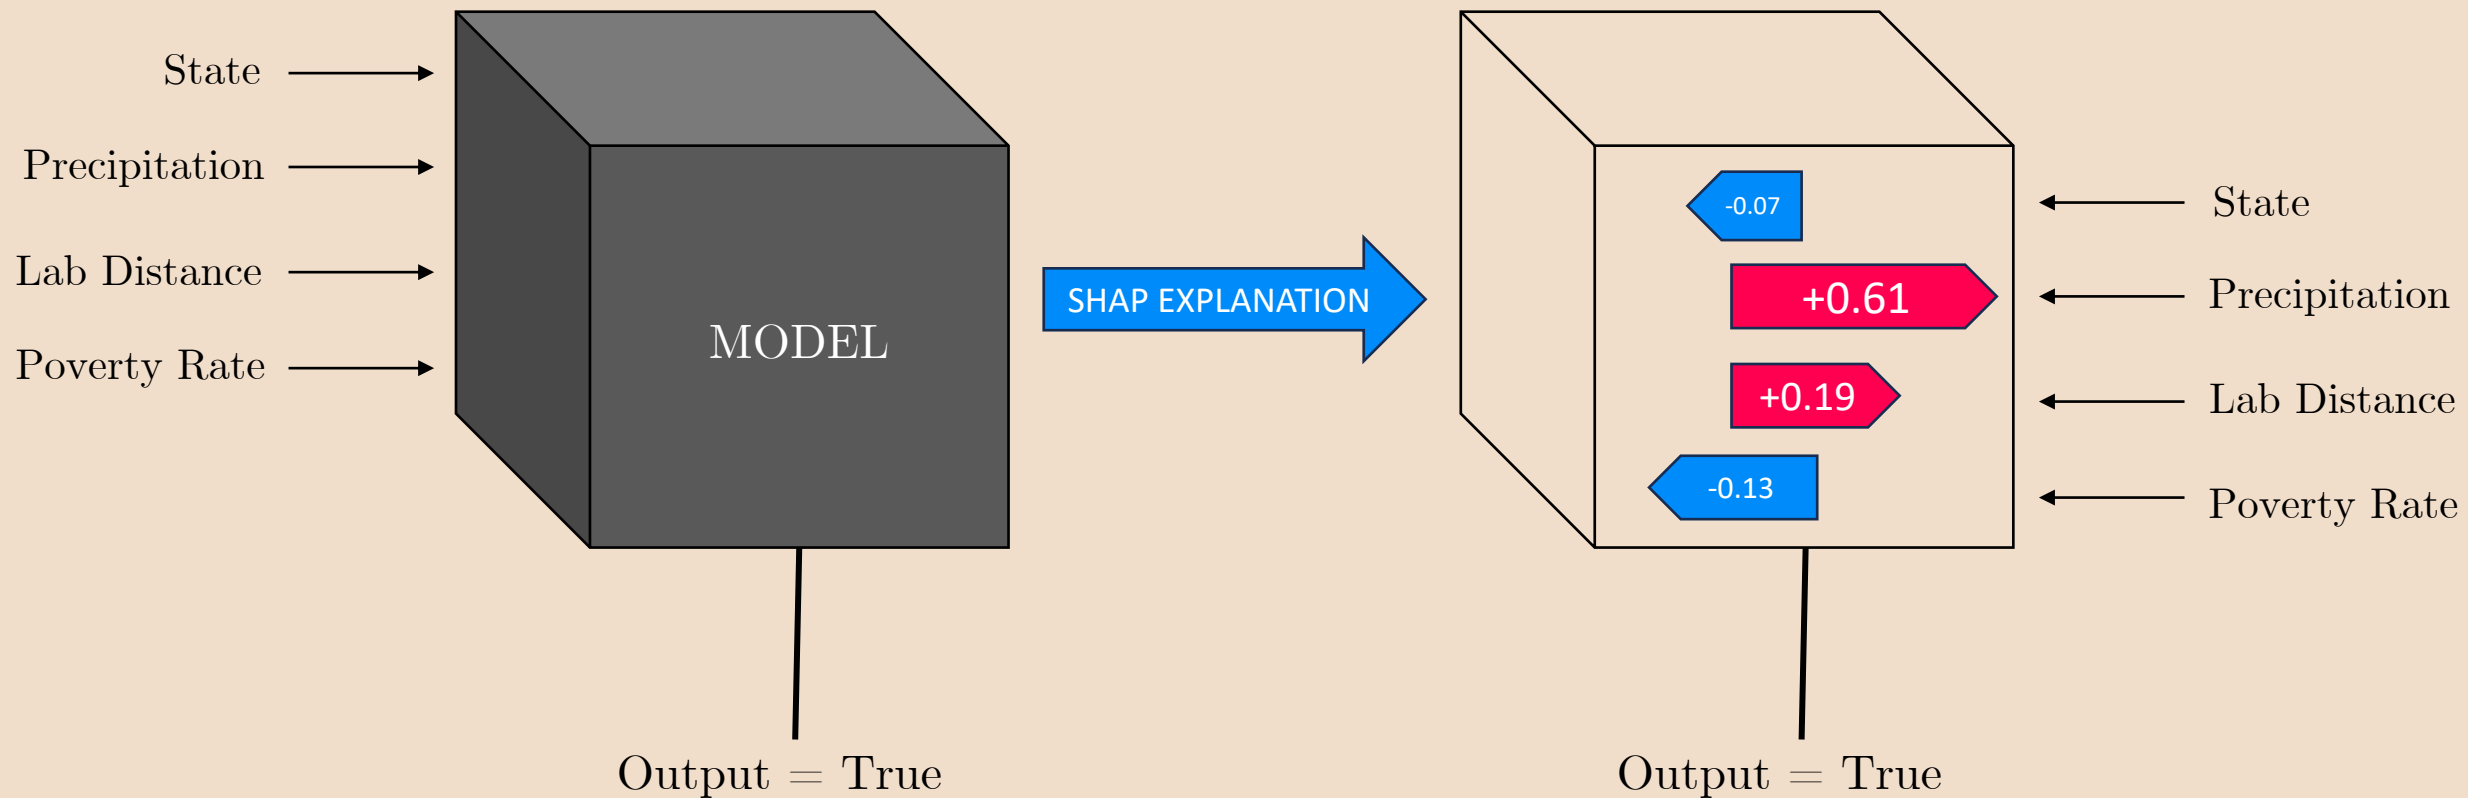 State
Precipitation
Lab Distance
Poverty Rate
MODEL
Output = True
SHAP EXPLANATION
-0.07
+0.61
+0.19
-0.13
State
Precipitation
Lab Distance
Poverty Rate
Output = True